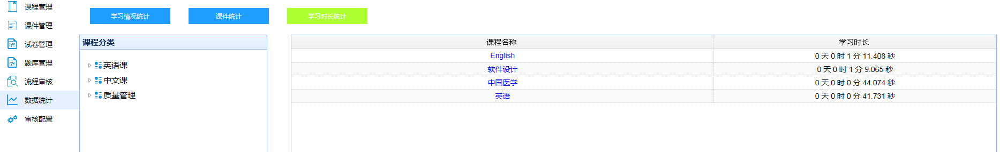 课程管理
课件管理
试卷管理
题库管理
流程审核
数据统计
审核配置
学习情况统计 课件统计 学习时长统计
课程分类
英语课
中文课
质量管理
课程名称 学习时长
English 0 天 0 时 1 分 11.408 秒
软件设计 0 天 0 时 1 分 9.065 秒
中国医学 0 天 0 时 0 分 44.074 秒
英语 0 天 0 时 0 分 41.731 秒